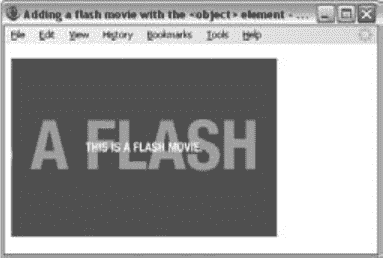 Adding a flash movie with the <object> element - ...
File Edit View History Bookmarks Tools Help
A FLASH
THIS IS A FLASH MOVIE.